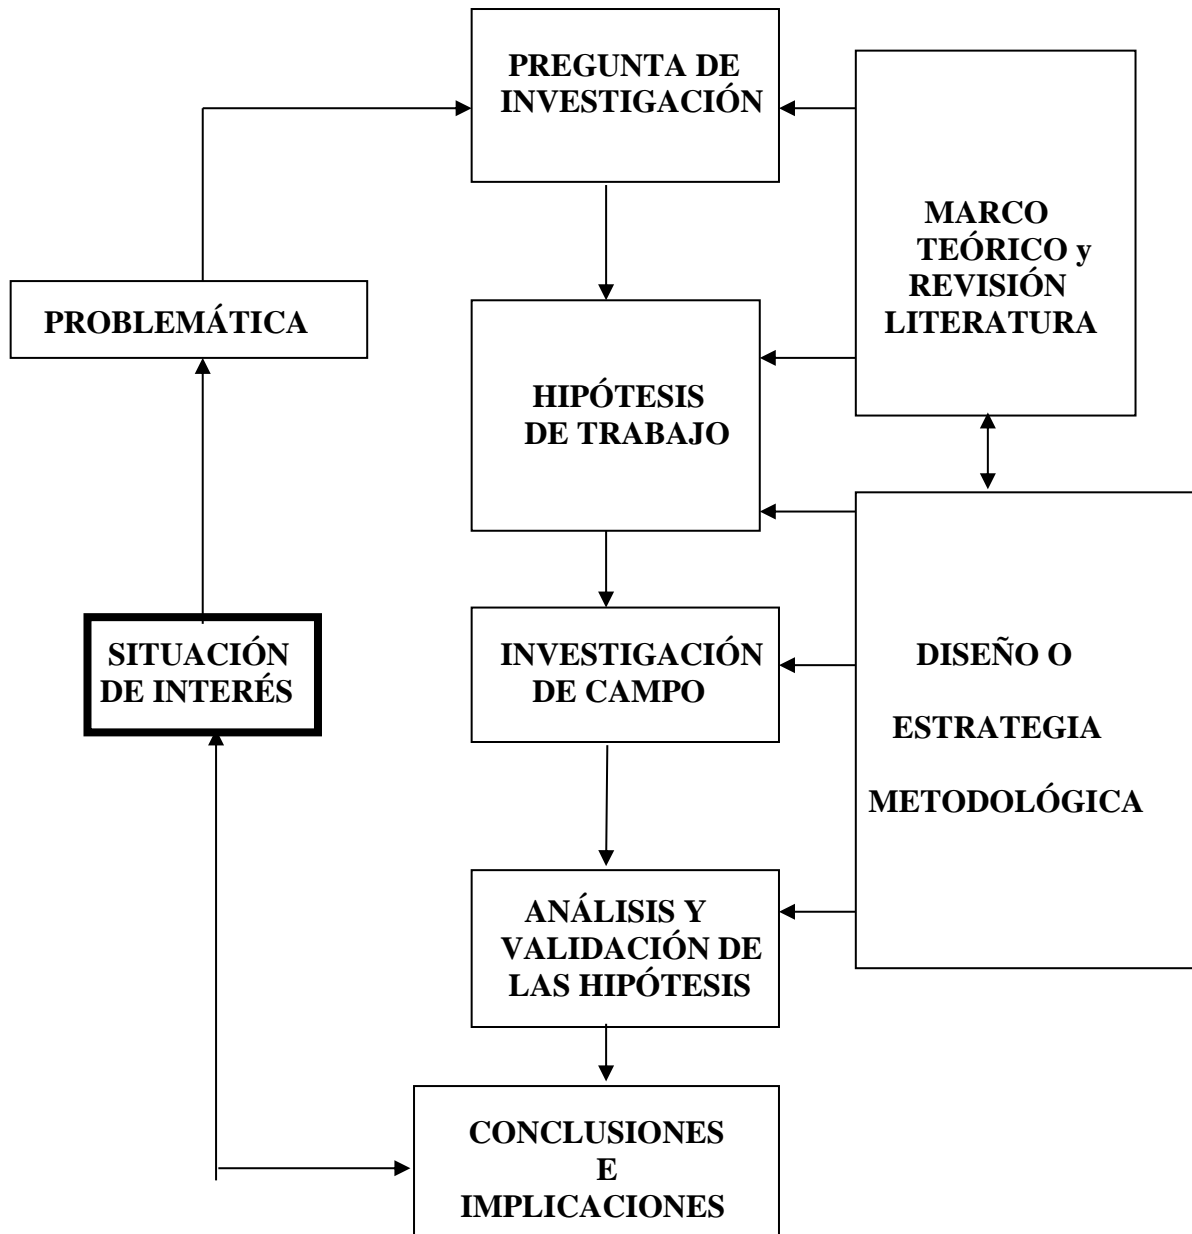 PREGUNTA DE
INVESTIGACIÓN
MARCO
TEÓRICO y
REVISIÓN
LITERATURA
PROBLEMÁTICA
HIPÓTESIS
DE TRABAJO
SITUACIÓN
DE INTERÉS
INVESTIGACIÓN
DE CAMPO
DISEÑO O
ESTRATEGIA
METODOLÓGICA
ANÁLISIS Y
VALIDACIÓN DE
LAS HIPÓTESIS
CONCLUSIONES
E
IMPLICACIONES